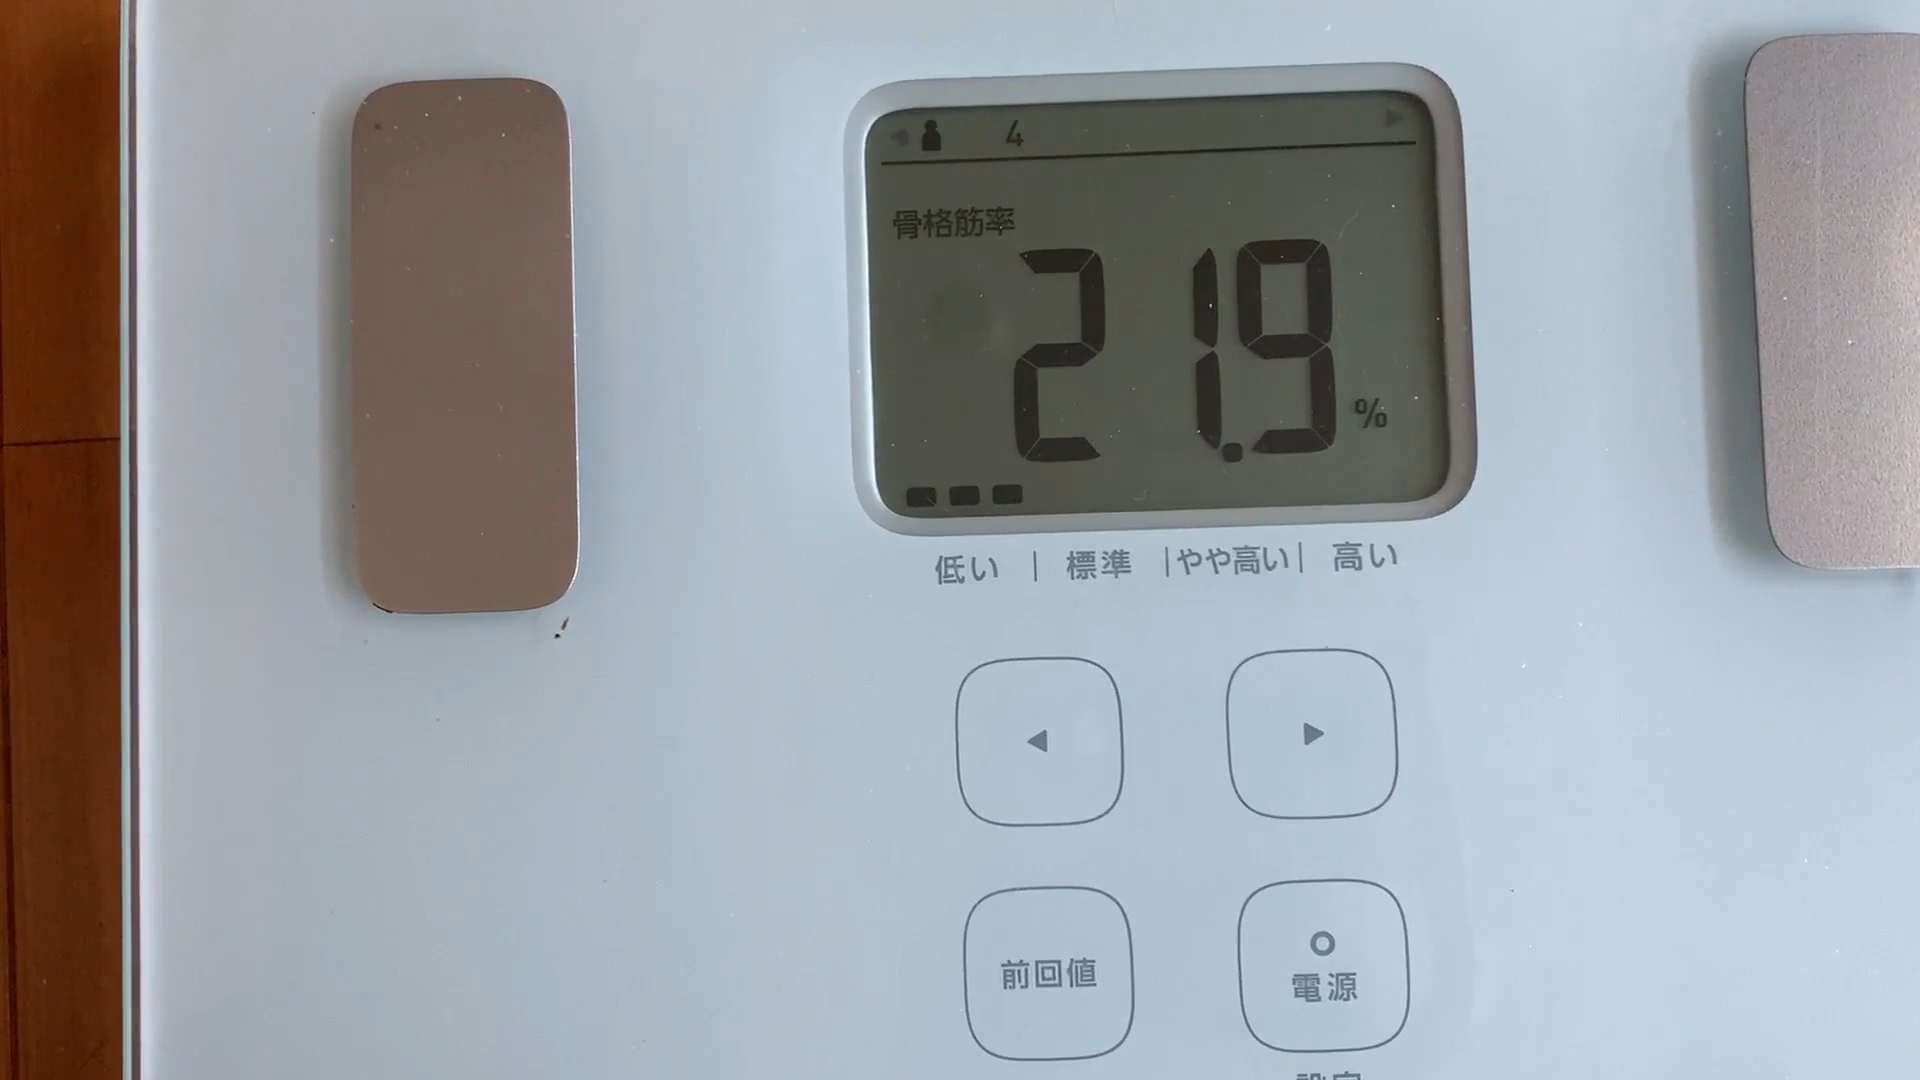 4
骨格筋率
21.9 %
低い | 標準 | やや高い | 高い
前回値
電源